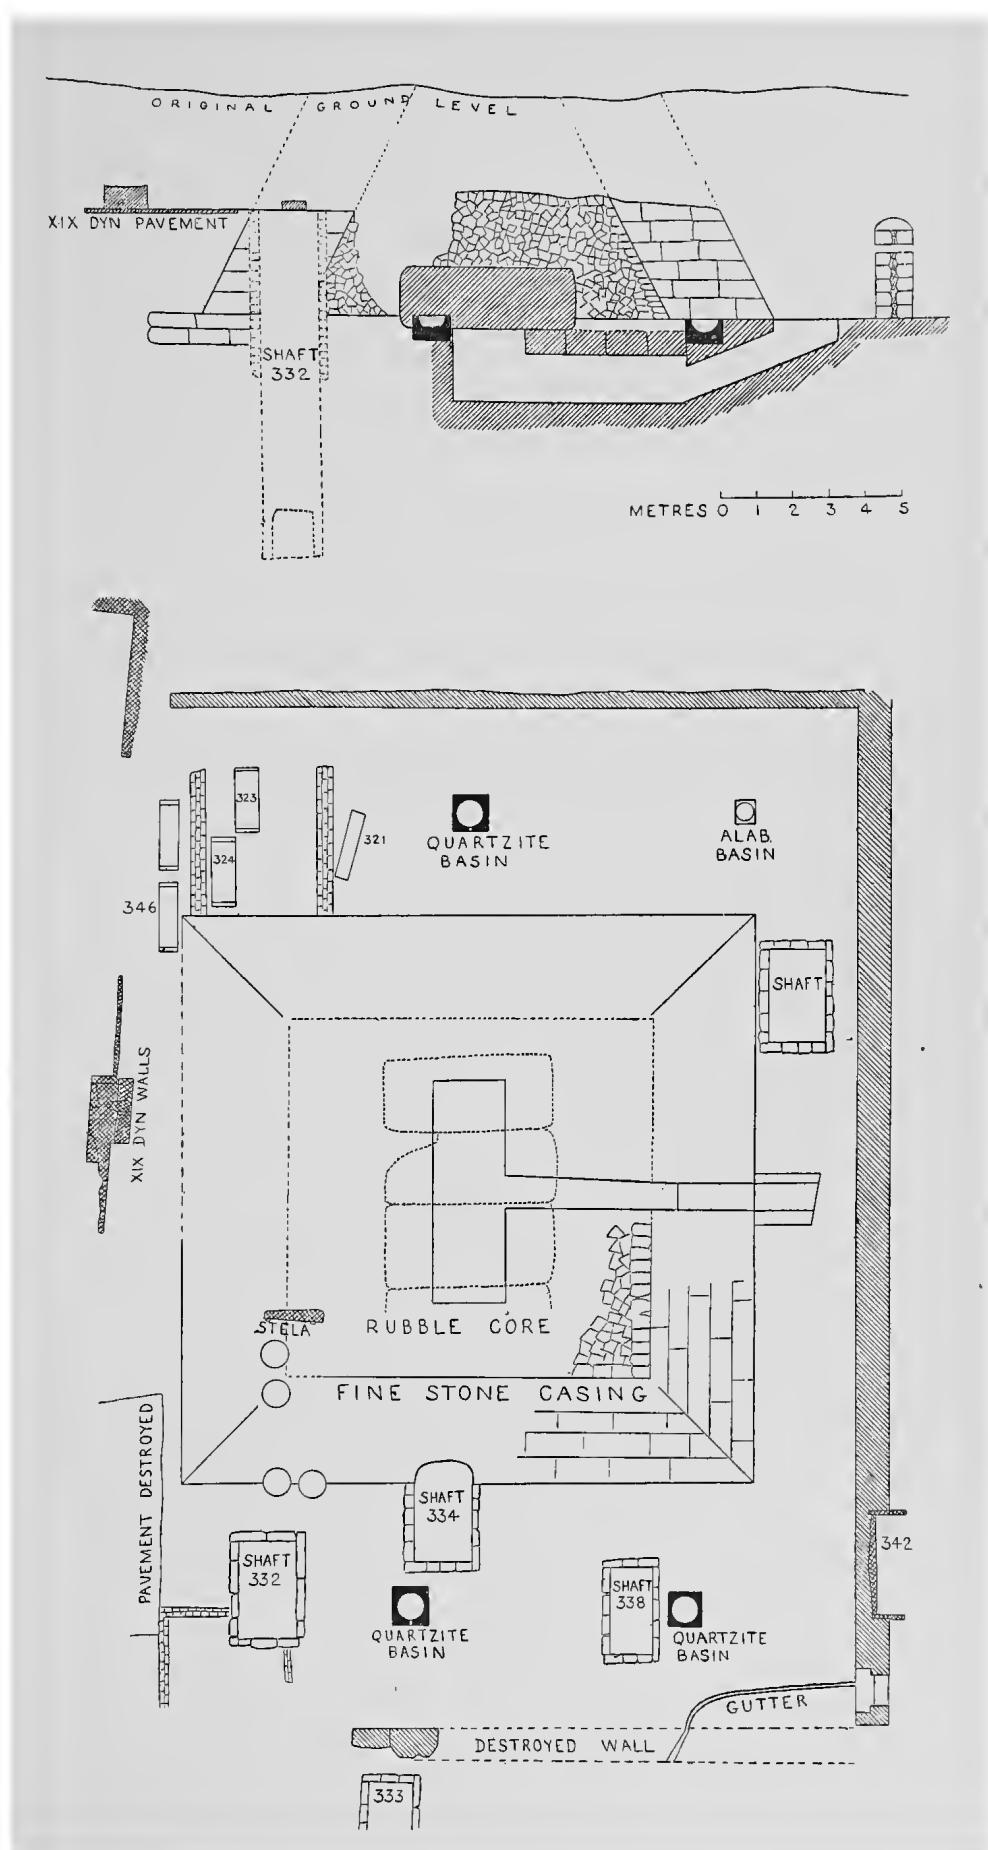 ORIGINAL GROUND LEVEL
XIX DYN PAVEMENT
SHAFT
332
METRES 0 1 2 3 4 5
323
324
321
346
QUARTZITE
BASIN
ALAB.
BASIN
SHAFT
XIX DYN WALLS
STELA
RUBBLE CORE
FINE STONE CASING
PAVEMENT DESTROYED
SHAFT
334
SHAFT
332
SHAFT
338
342
QUARTZITE
BASIN
QUARTZITE
BASIN
GUTTER
DESTROYED WALL
333